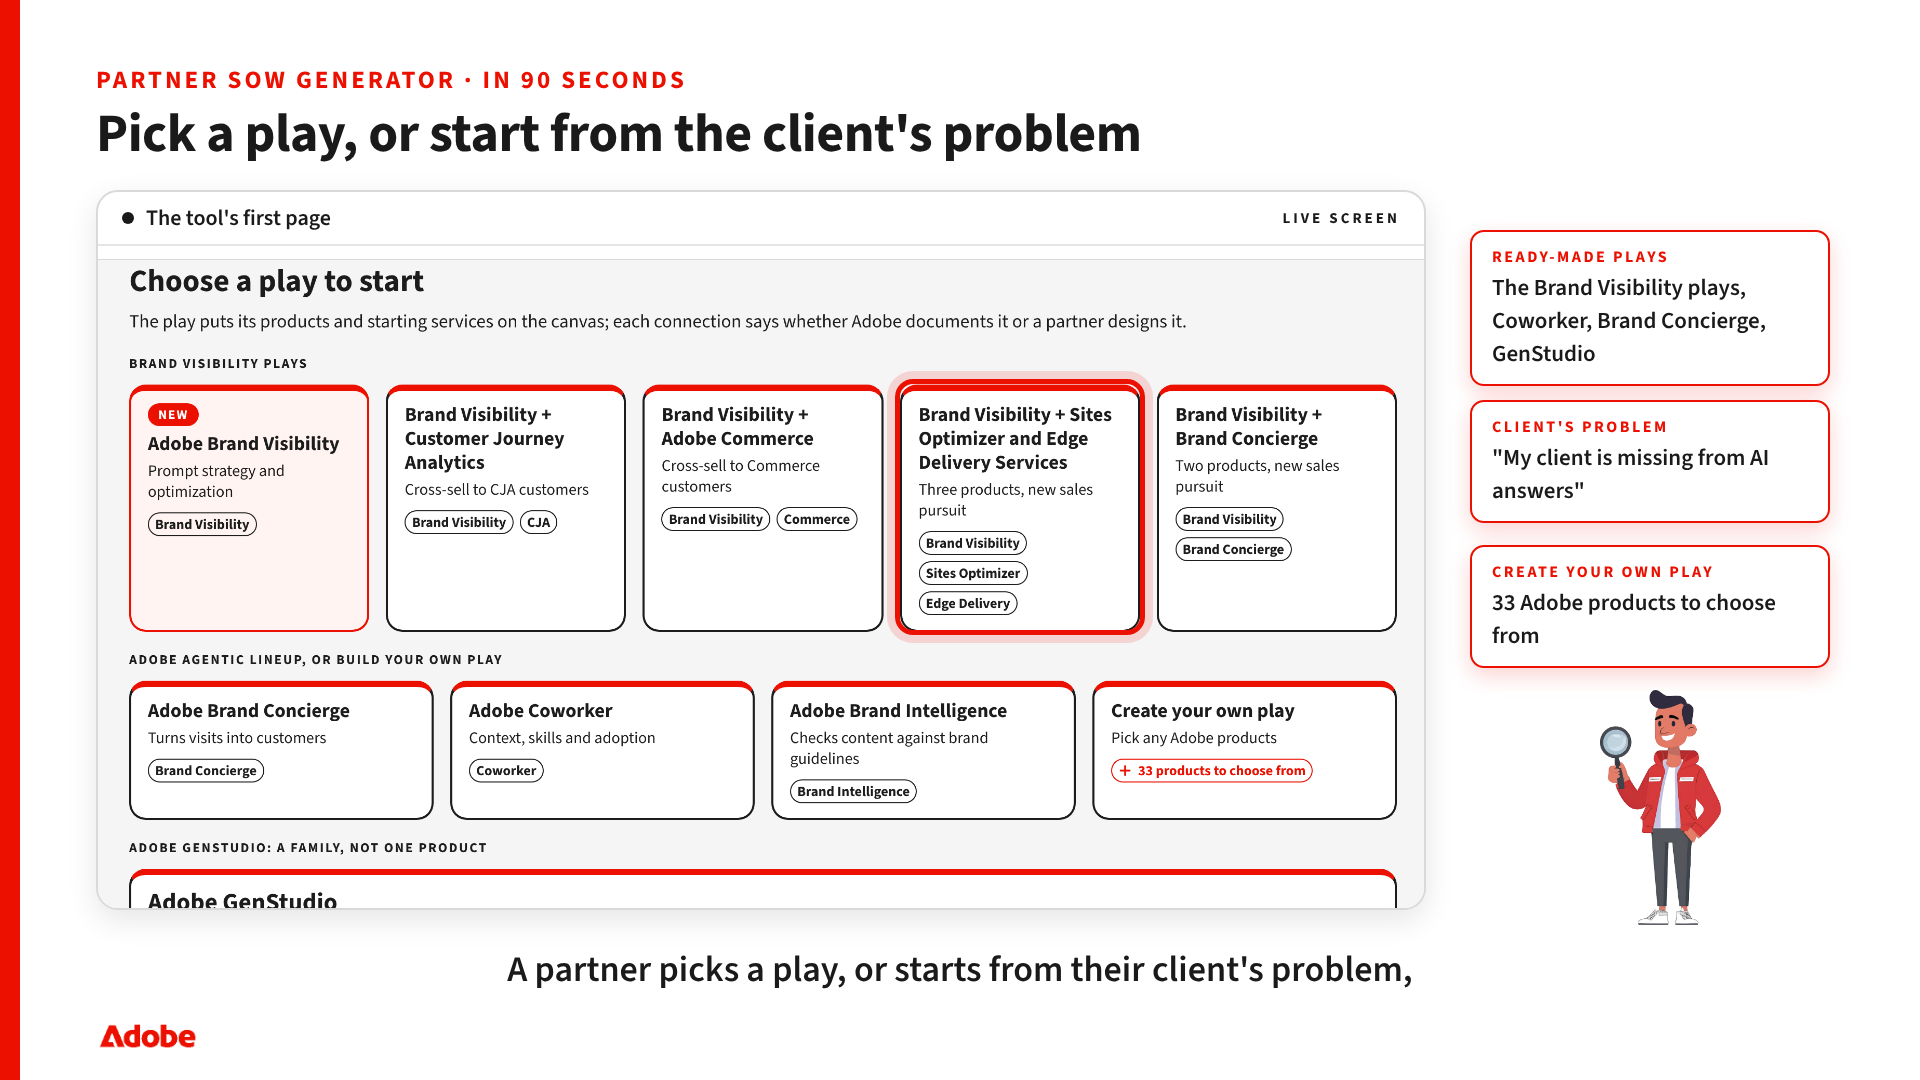 PARTNER SOW GENERATOR · IN 90 SECONDS
Pick a play, or start from the client's problem
The tool's first page
LIVE SCREEN
Choose a play to start
The play puts its products and starting services on the canvas; each connection says whether Adobe documents it or a partner designs it.
BRAND VISIBILITY PLAYS
NEW
Adobe Brand Visibility
Prompt strategy and
optimization
Brand Visibility
Brand Visibility +
Customer Journey
Analytics
Cross-sell to CJA customers
Brand Visibility
CJA
Brand Visibility +
Adobe Commerce
Cross-sell to Commerce
customers
Brand Visibility
Commerce
Brand Visibility + Sites
Optimizer and Edge
Delivery Services
Three products, new sales
pursuit
Brand Visibility
Sites Optimizer
Edge Delivery
Brand Visibility +
Brand Concierge
Two products, new sales
pursuit
Brand Visibility
Brand Concierge
ADOBE AGENTIC LINEUP, OR BUILD YOUR OWN PLAY
Adobe Brand Concierge
Turns visits into customers
Brand Concierge
Adobe Coworker
Context, skills and adoption
Coworker
Adobe Brand Intelligence
Checks content against brand
guidelines
Brand Intelligence
Create your own play
Pick any Adobe products
+ 33 products to choose from
ADOBE GENSTUDIO: A FAMILY, NOT ONE PRODUCT
Adobe GenStudio
READY-MADE PLAYS
The Brand Visibility plays,
Coworker, Brand Concierge,
GenStudio
CLIENT'S PROBLEM
"My client is missing from AI
answers"
CREATE YOUR OWN PLAY
33 Adobe products to choose
from
A partner picks a play, or starts from their client's problem,
Adobe